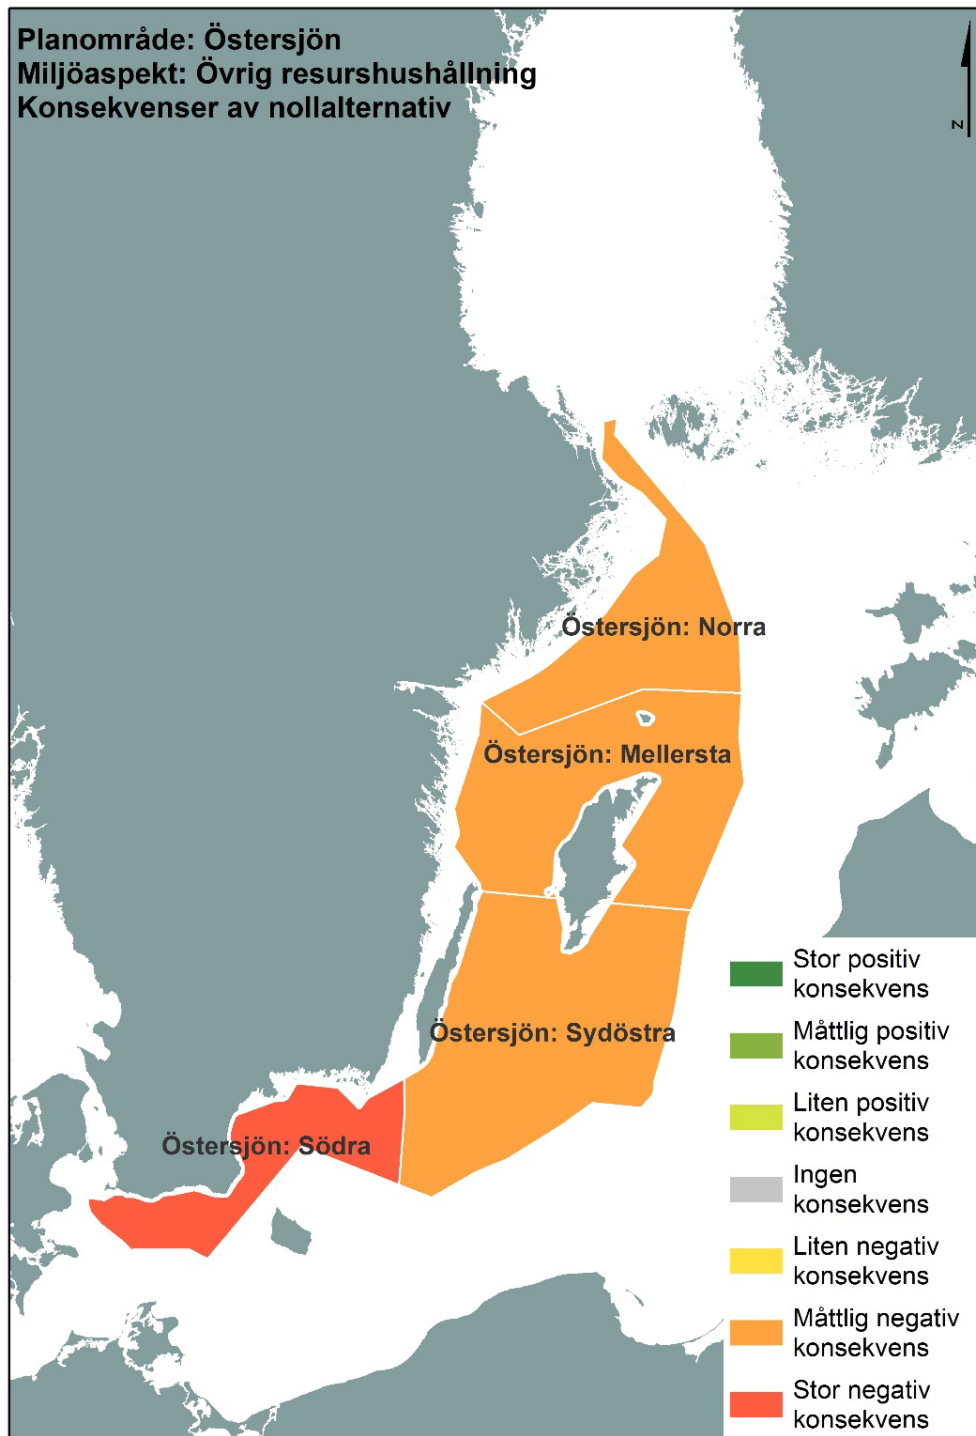 Planområde: Östersjön
Miljöaspekt: Övrig resurshushållning
Konsekvenser av nollalternativ
N
Östersjön: Norra
Östersjön: Mellersta
Östersjön: Sydöstra
Östersjön: Södra
Stor positiv
konsekvens
Måttlig positiv
konsekvens
Liten positiv
konsekvens
Ingen
konsekvens
Liten negativ
konsekvens
Måttlig negativ
konsekvens
Stor negativ
konsekvens